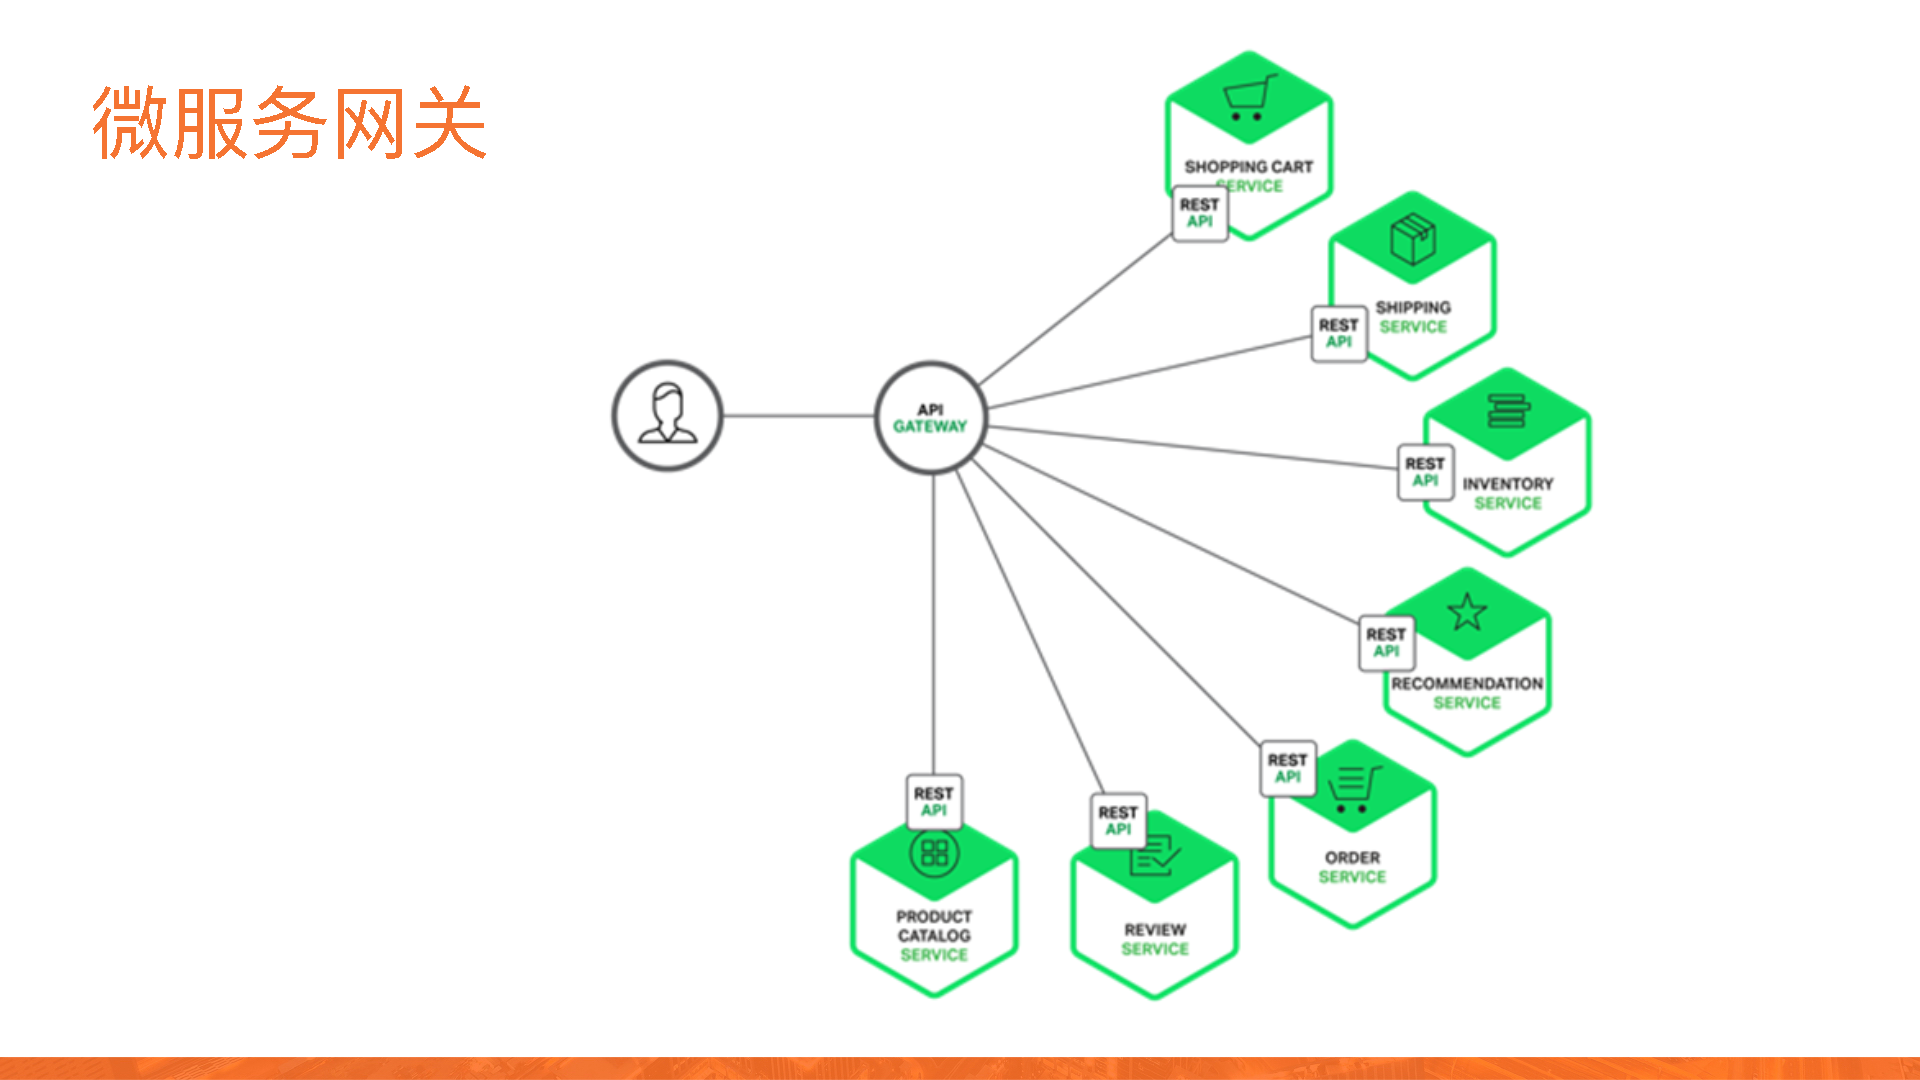 微服务网关
SHOPPING CART
SERVICE
REST
API
SHIPPING
SERVICE
REST
API
API
GATEWAY
REST
API
INVENTORY
SERVICE
REST
API
RECOMMENDATION
SERVICE
REST
API
ORDER
SERVICE
REST
API
REVIEW
SERVICE
REST
API
PRODUCT
CATALOG
SERVICE